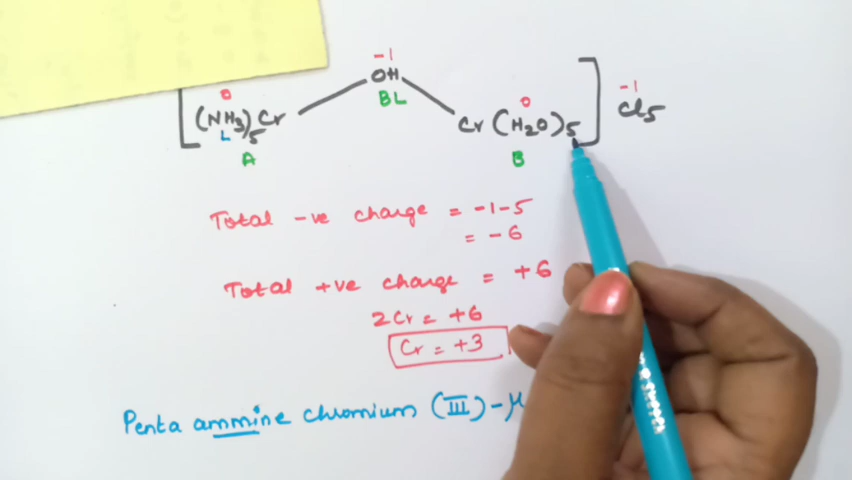 -1
OH
BL
[(NH3)5Cr
0
L
A
Cr(H2O)5]Cl5
0
B
-1
Total -ve charge = -1-5
= -6
Total +ve charge = +6
2Cr = +6
Cr = +3
Penta ammine chromium (III) - μ